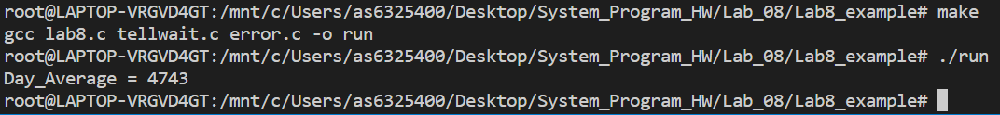 root@LAPTOP-VRGVD4GT:/mnt/c/Users/as6325400/Desktop/System_Program_HW/Lab_08/Lab8_example# make
gcc lab8.c tellwait.c error.c -o run
root@LAPTOP-VRGVD4GT:/mnt/c/Users/as6325400/Desktop/System_Program_HW/Lab_08/Lab8_example# ./run
Day_Average = 4743
root@LAPTOP-VRGVD4GT:/mnt/c/Users/as6325400/Desktop/System_Program_HW/Lab_08/Lab8_example#